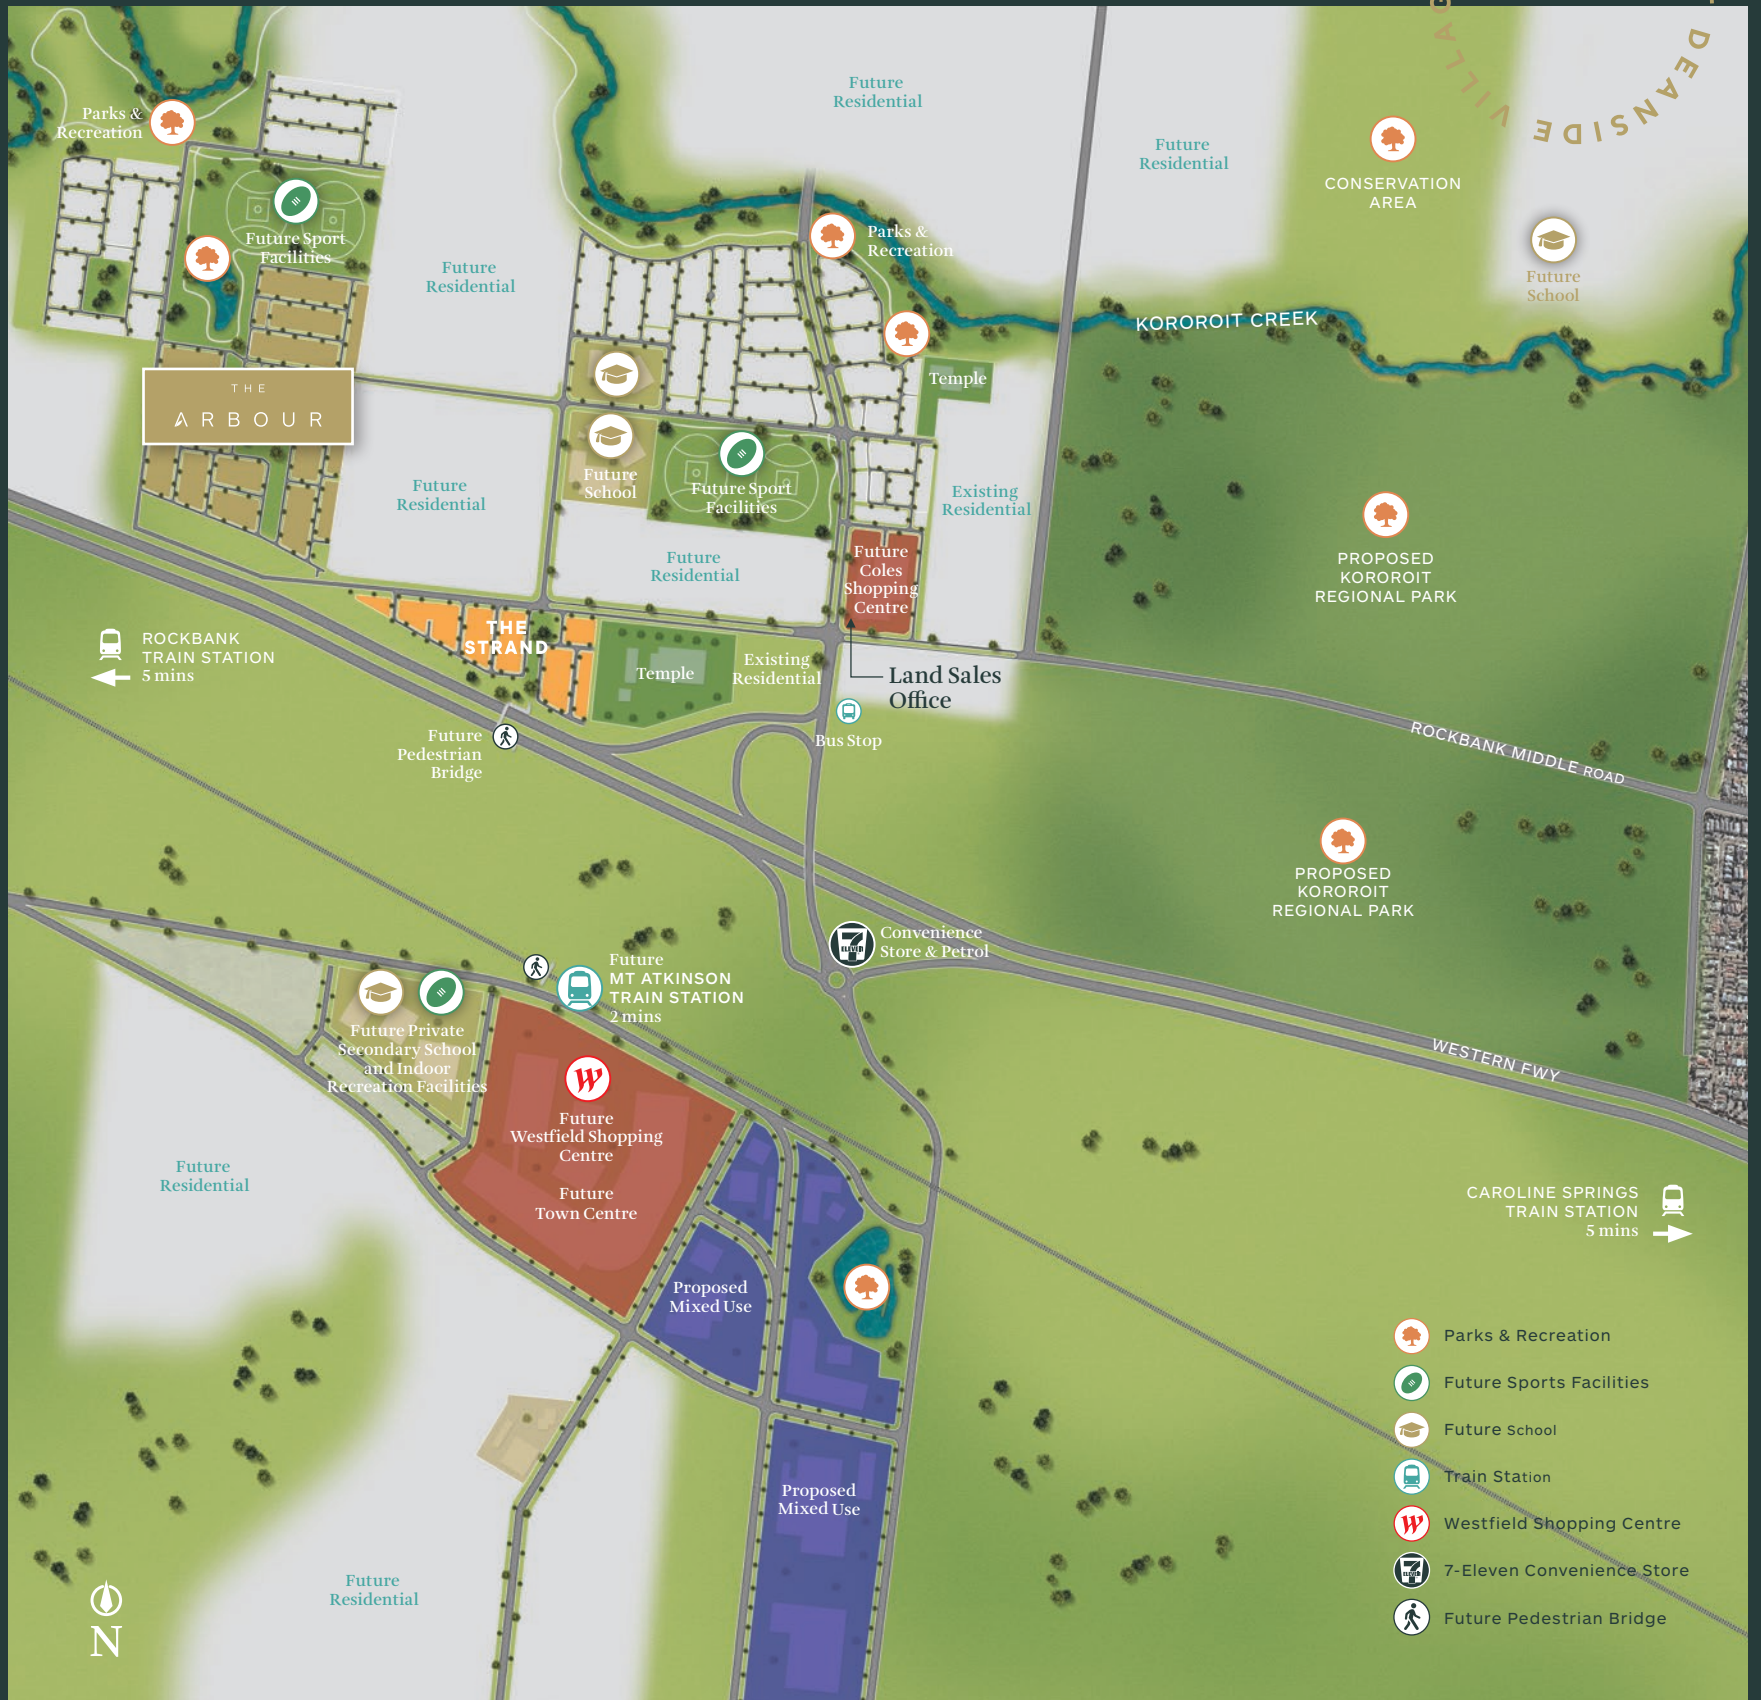 DEANSIDE VILLAG
Future
Residential
Parks &
Recreation
Future
Residential
CONSERVATION
AREA
Future Sport
Facilities
Parks &
Recreation
Future
School
Future
Residential
KOROROIT CREEK
THE
ARBOUR
Temple
Future
Residential
Future
School
Future Sport
Facilities
Existing
Residential
Future
Residential
Future
Coles
Shopping
Centre
PROPOSED
KOROROIT
REGIONAL PARK
ROCKBANK
TRAIN STATION
5 mins
THE
STRAND
Temple
Existing
Residential
Land Sales
Office
Bus Stop
Future
Pedestrian
Bridge
ROCKBANK MIDDLE ROAD
PROPOSED
KOROROIT
REGIONAL PARK
7
ELEVEN
Convenience
Store & Petrol
Future
MT ATKINSON
TRAIN STATION
2 mins
Future Private
Secondary School
and Indoor
Recreation Facilities
WESTERN FWY
W
Future
Westfield Shopping
Centre
Future
Town Centre
Future
Residential
CAROLINE SPRINGS
TRAIN STATION
5 mins
Proposed
Mixed Use
Proposed
Mixed Use
Future
Residential
N
Parks & Recreation
Future Sports Facilities
Future School
Train Station
W
Westfield Shopping Centre
7
ELEVEN
7-Eleven Convenience Store
Future Pedestrian Bridge